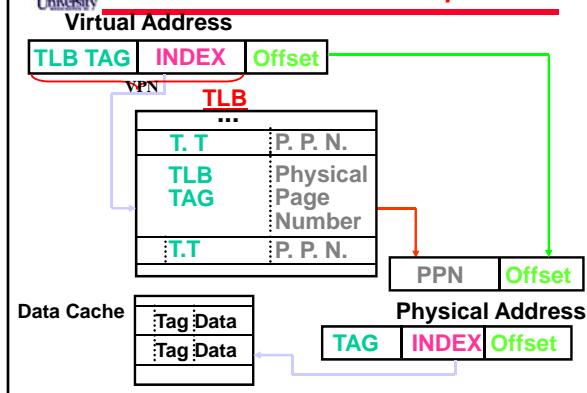 University
Virtual Address
TLB TAG INDEX Offset
VPN
TLB
...
T. T P. P. N.
TLB Physical
TAG Page
Number
T.T P. P. N.
PPN Offset
Data Cache
Physical Address
Tag Data
Tag Data
TAG INDEX Offset